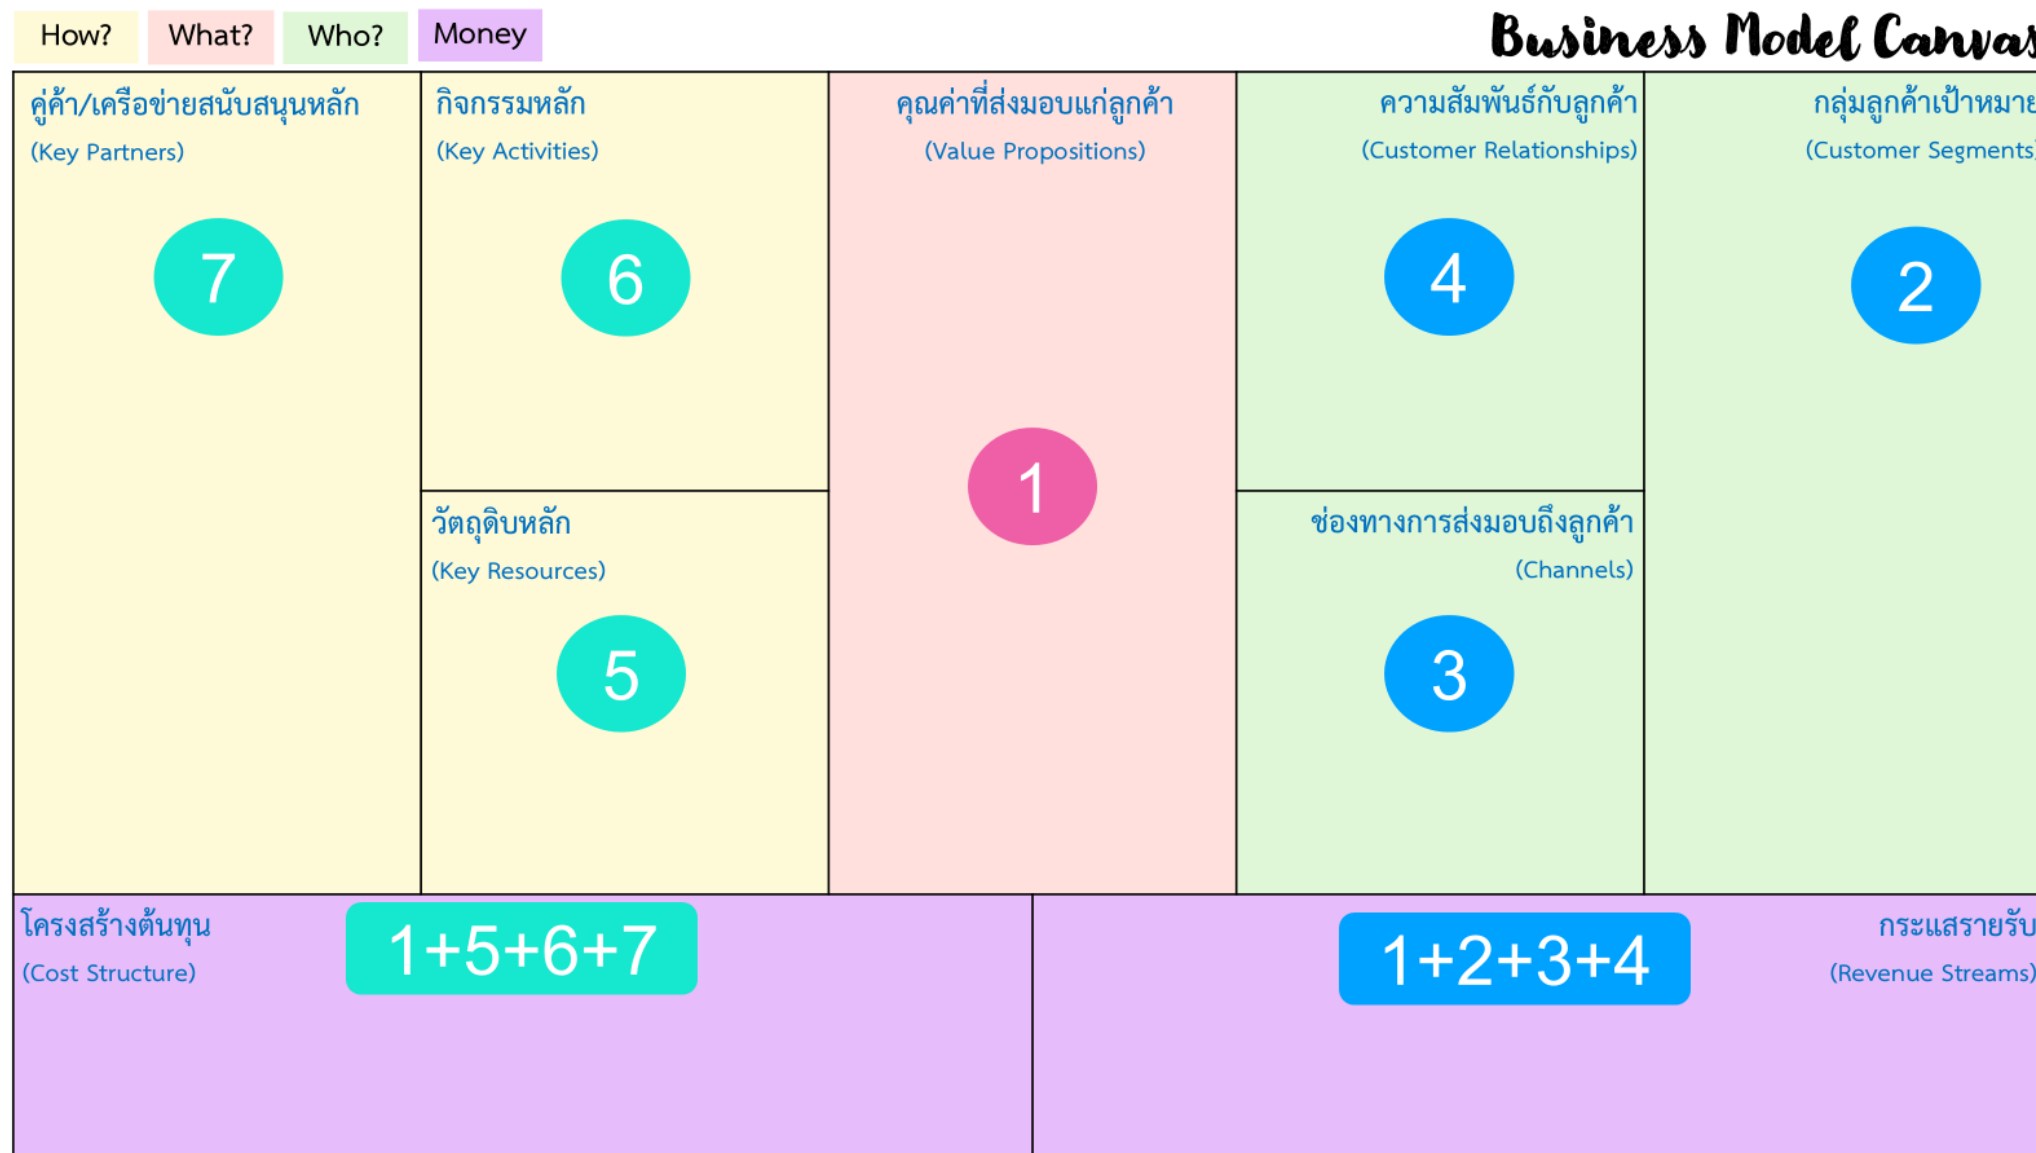 How?
What?
Who?
Money
Business Model Canvas
คู่ค้า/เครือข่ายสนับสนุนหลัก
(Key Partners)
7
กิจกรรมหลัก
(Key Activities)
6
วัตถุดิบหลัก
(Key Resources)
5
คุณค่าที่ส่งมอบแก่ลูกค้า
(Value Propositions)
1
ความสัมพันธ์กับลูกค้า
(Customer Relationships)
4
ช่องทางการส่งมอบถึงลูกค้า
(Channels)
3
กลุ่มลูกค้าเป้าหมาย
(Customer Segments)
2
โครงสร้างต้นทุน
(Cost Structure)
1+5+6+7
กระแสรายรับ
(Revenue Streams)
1+2+3+4